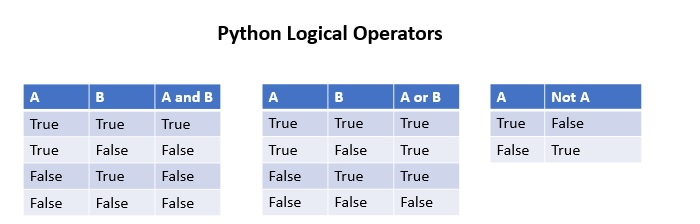 Python Logical Operators
A B A and B
True True True
True False False
False True False
False False False
A B A or B
True True True
True False True
False True True
False False False
A Not A
True False
False True